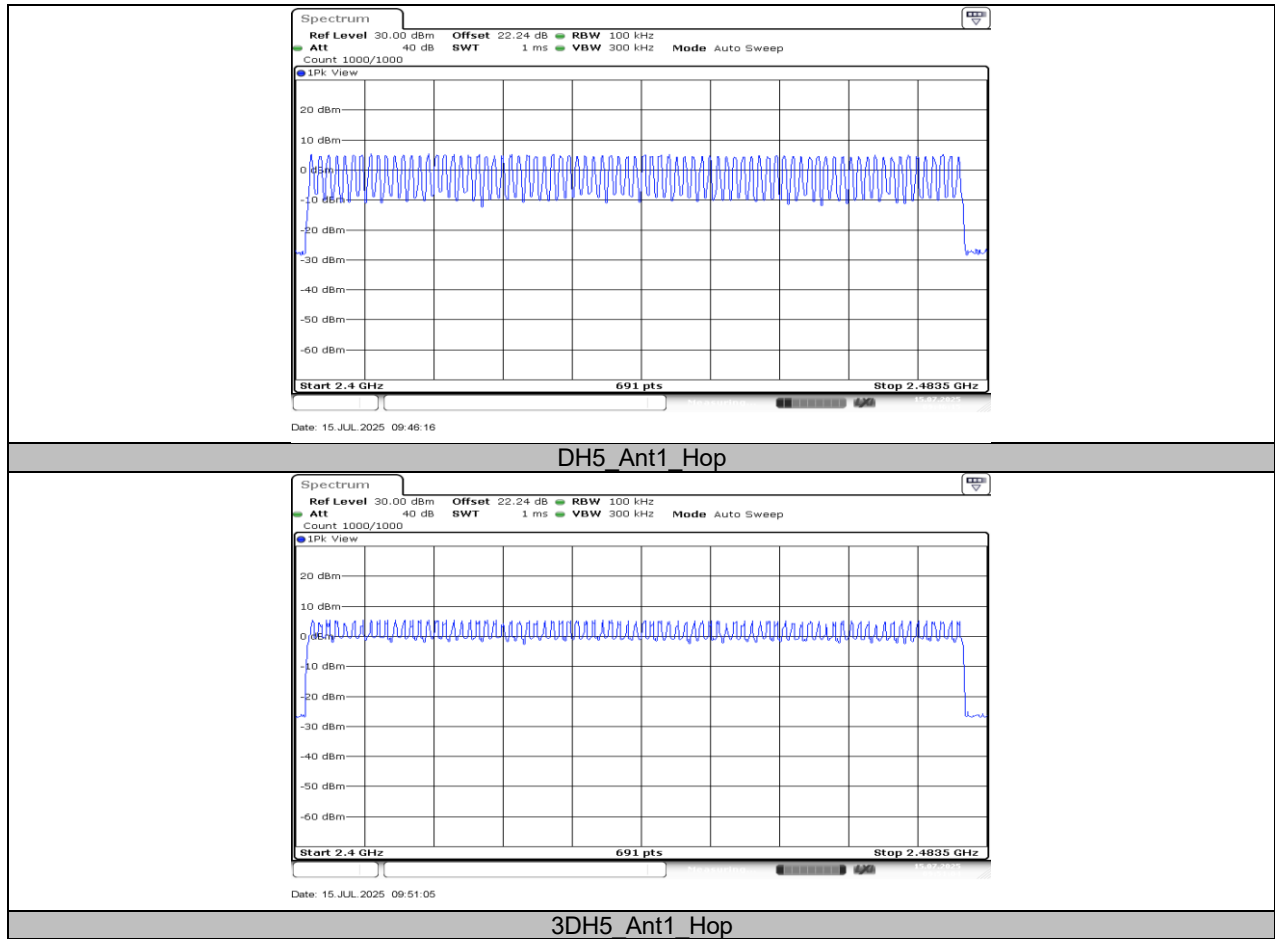 Spectrum
Ref Level 30.00 dBm Offset 22.24 dB RBW 100 kHz
Att 40 dB SWT 1 ms VBW 300 kHz Mode Auto Sweep
Count 1000/1000
1Pk View
20 dBm
10 dBm
0 dBm
-10 dBm
-20 dBm
-30 dBm
-40 dBm
-50 dBm
-60 dBm
Start 2.4 GHz 691 pts Stop 2.4835 GHz
Date: 15.JUL.2025 09:46:16
DH5_Ant1_Hop
Spectrum
Ref Level 30.00 dBm Offset 22.24 dB RBW 100 kHz
Att 40 dB SWT 1 ms VBW 300 kHz Mode Auto Sweep
Count 1000/1000
1Pk View
20 dBm
10 dBm
0 dBm
-10 dBm
-20 dBm
-30 dBm
-40 dBm
-50 dBm
-60 dBm
Start 2.4 GHz 691 pts Stop 2.4835 GHz
Date: 15.JUL.2025 09:51:05
3DH5_Ant1_Hop